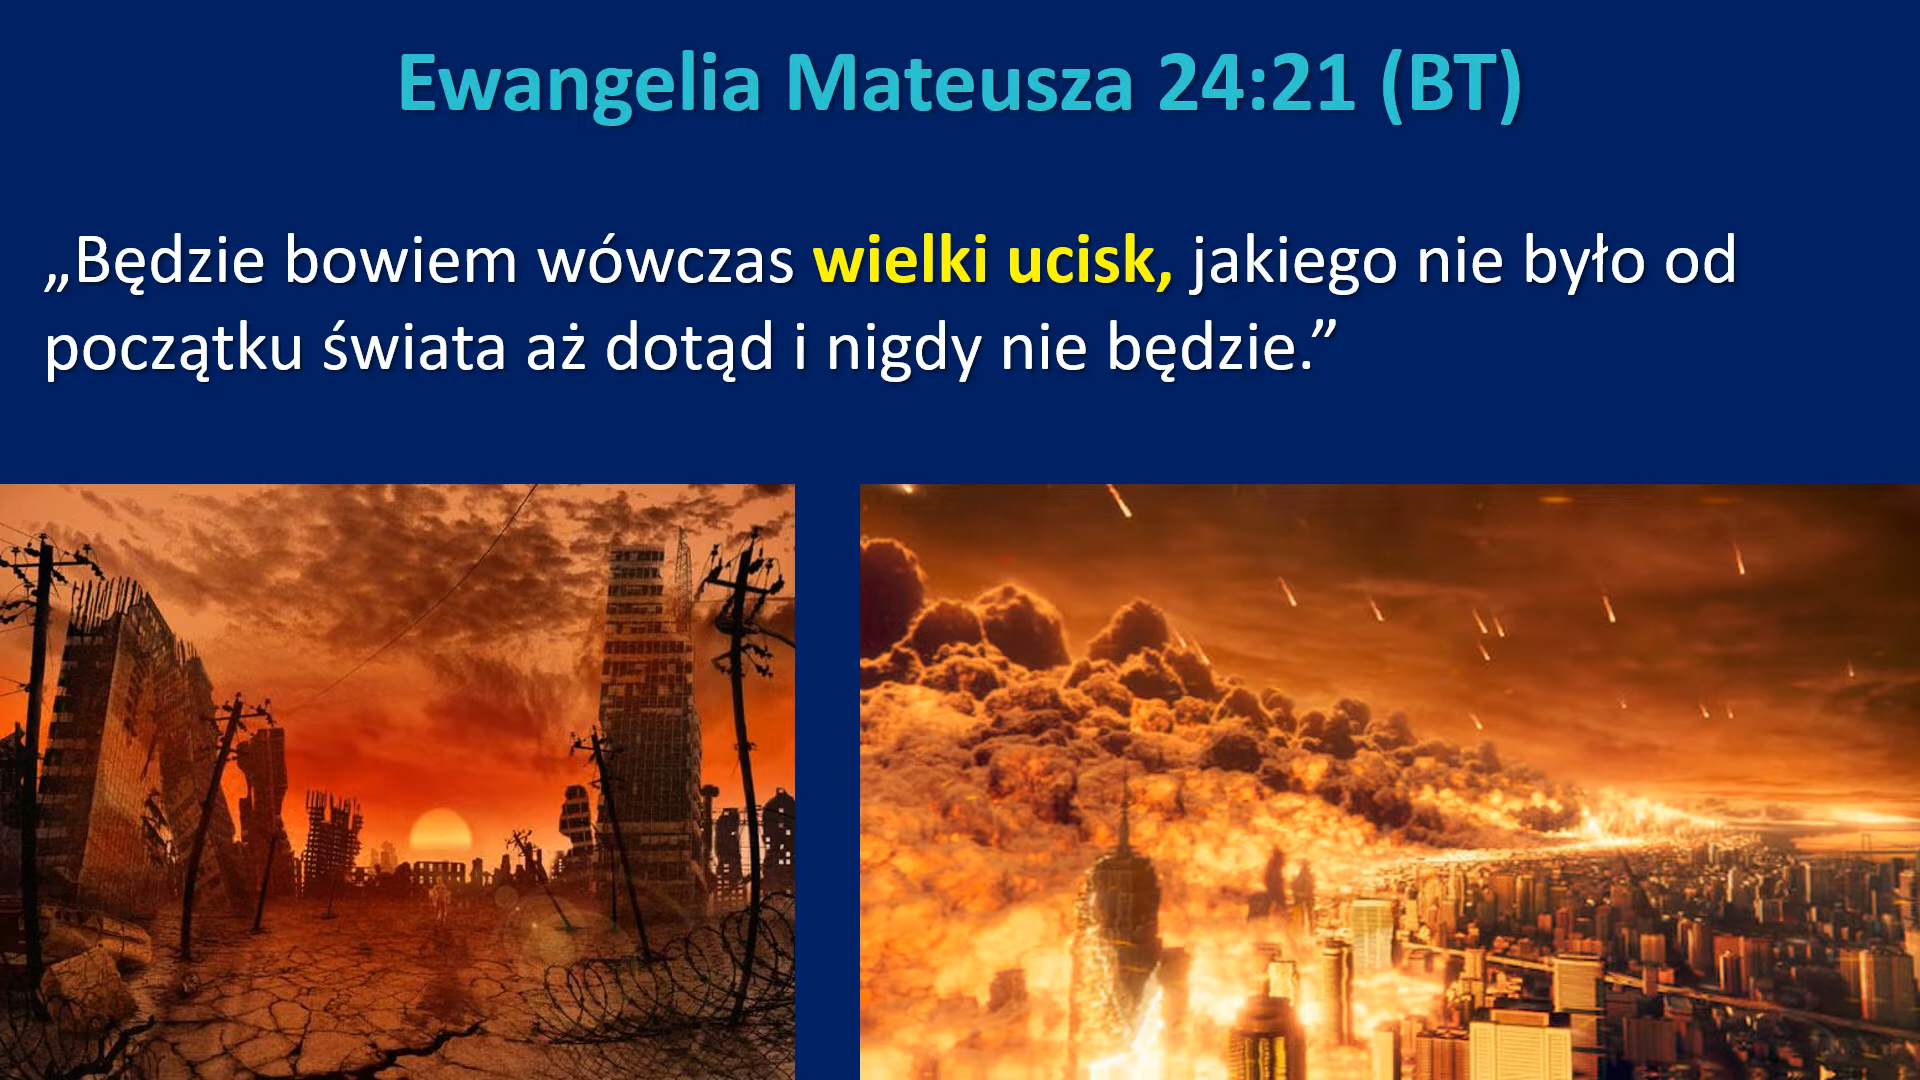 Ewangelia Mateusza 24:21 (BT)
„Będzie bowiem wówczas wielki ucisk, jakiego nie było od
początku świata aż dotąd i nigdy nie będzie.”